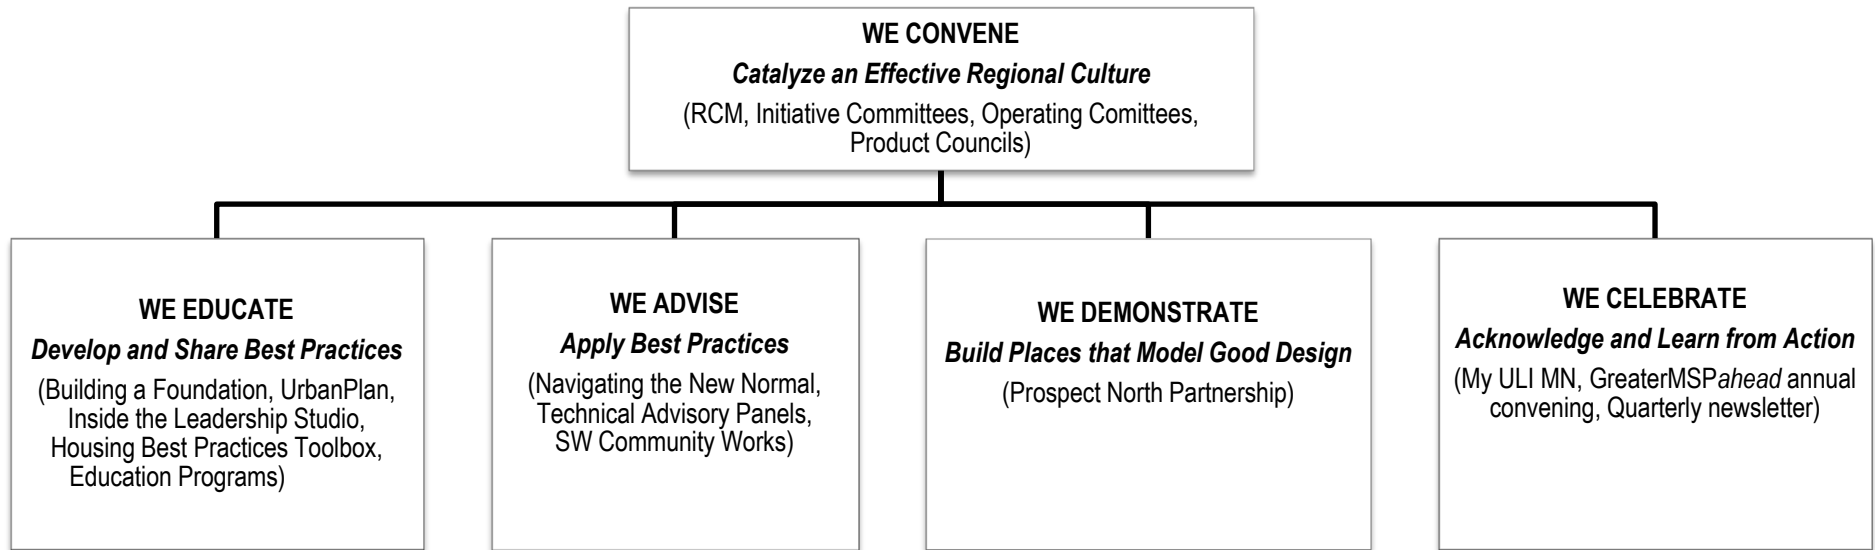 WE CONVENE
Catalyze an Effective Regional Culture
(RCM, Initiative Committees, Operating Comittees,
Product Councils)
WE EDUCATE
Develop and Share Best Practices
(Building a Foundation, UrbanPlan,
Inside the Leadership Studio,
Housing Best Practices Toolbox,
Education Programs)
WE ADVISE
Apply Best Practices
(Navigating the New Normal,
Technical Advisory Panels,
SW Community Works)
WE DEMONSTRATE
Build Places that Model Good Design
(Prospect North Partnership)
WE CELEBRATE
Acknowledge and Learn from Action
(My ULI MN, GreaterMSPahead annual
convening, Quarterly newsletter)